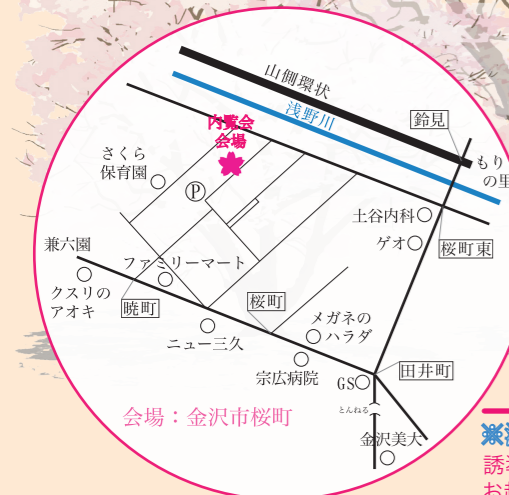 山側環状
浅野川
鈴見
内覧会
会場
もり
の里
さくら
保育園
Ⓟ
土谷内科
ゲオ
桜町東
兼六園
ファミリーマート
クスリの
アオキ
暁町
桜町
メガネの
ハラダ
ニュー三久
宗広病院
田井町
GS
とんねる
会場：金沢市桜町
金沢美大